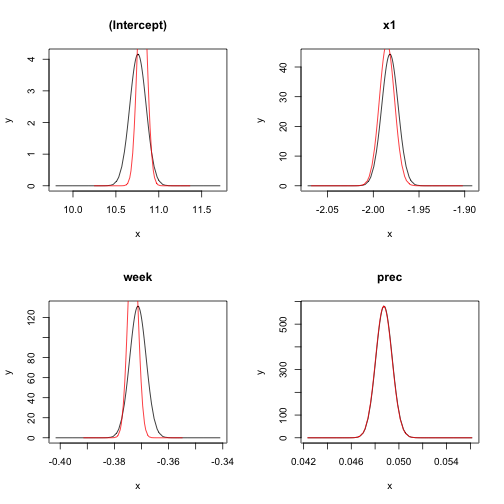 (Intercept)
y
0 1 2 3 4
10.0 10.5 11.0 11.5
x
x1
y
0 10 20 30 40
-2.05 -2.00 -1.95 -1.90
x
week
y
0 20 40 60 80 120
-0.40 -0.38 -0.36 -0.34
x
prec
y
0 100 300 500
0.042 0.046 0.050 0.054
x